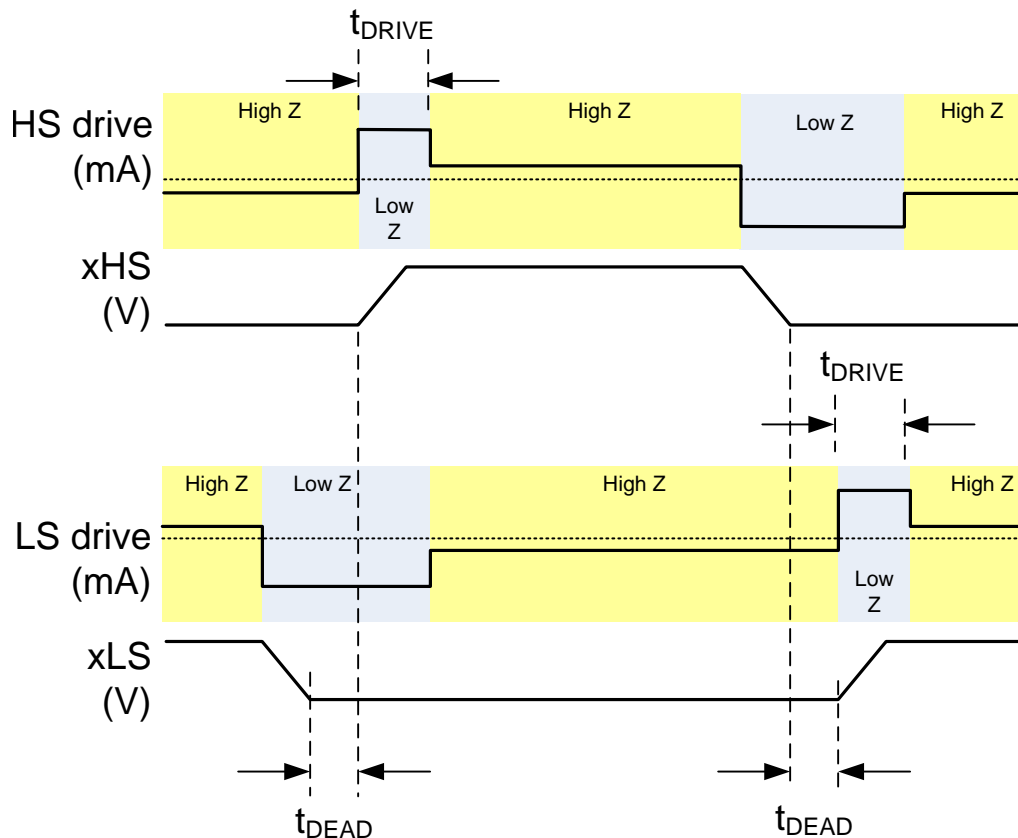 tDRIVE
High Z
High Z
Low Z
High Z
HS drive
(mA)
Low
Z
xHS
(V)
tDRIVE
High Z
Low Z
High Z
High Z
LS drive
(mA)
Low
Z
xLS
(V)
tDEAD
tDEAD